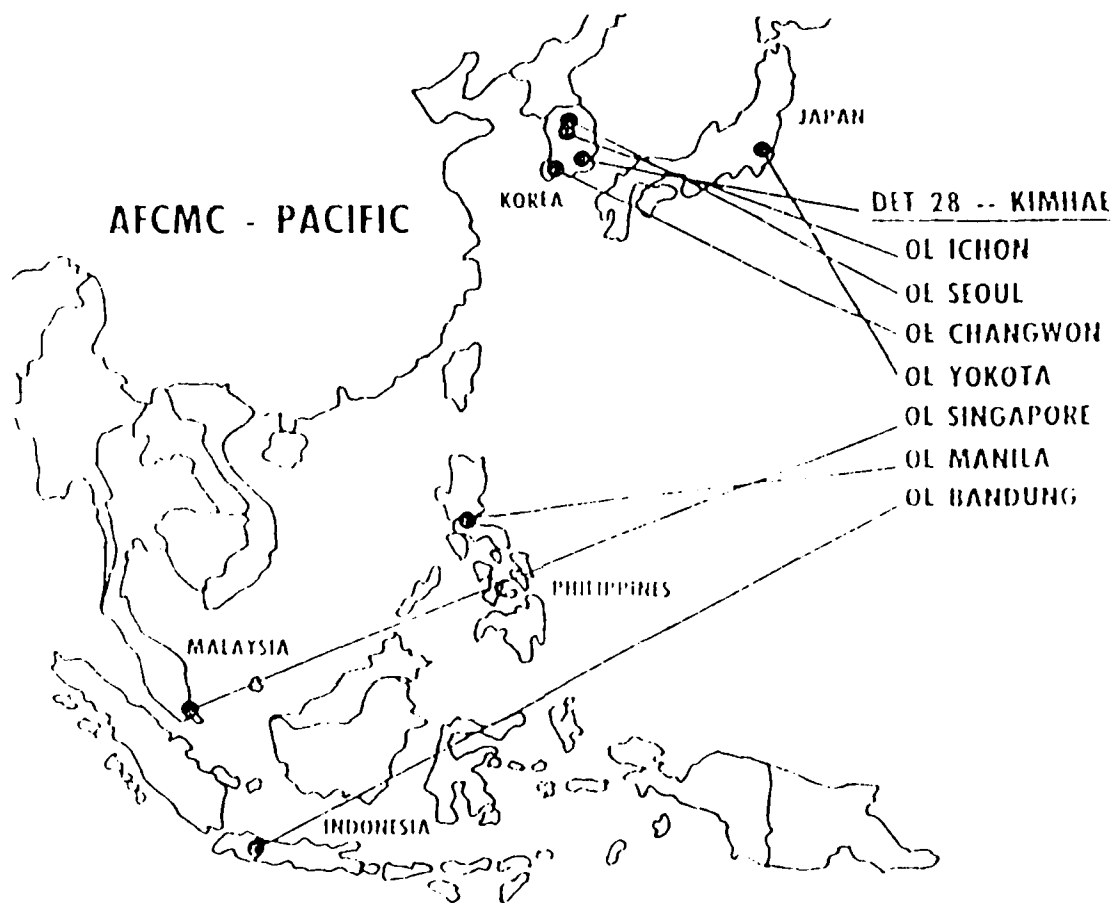 JAPAN
KOREA
AFCMC - PACIFIC
DET 28 -- KIMHAE
OL ICHON
OL SEOUL
OL CHANGWON
OL YOKOTA
OL SINGAPORE
OL MANILA
OL BANDUNG
PHILIPPINES
MALAYSIA
INDONESIA